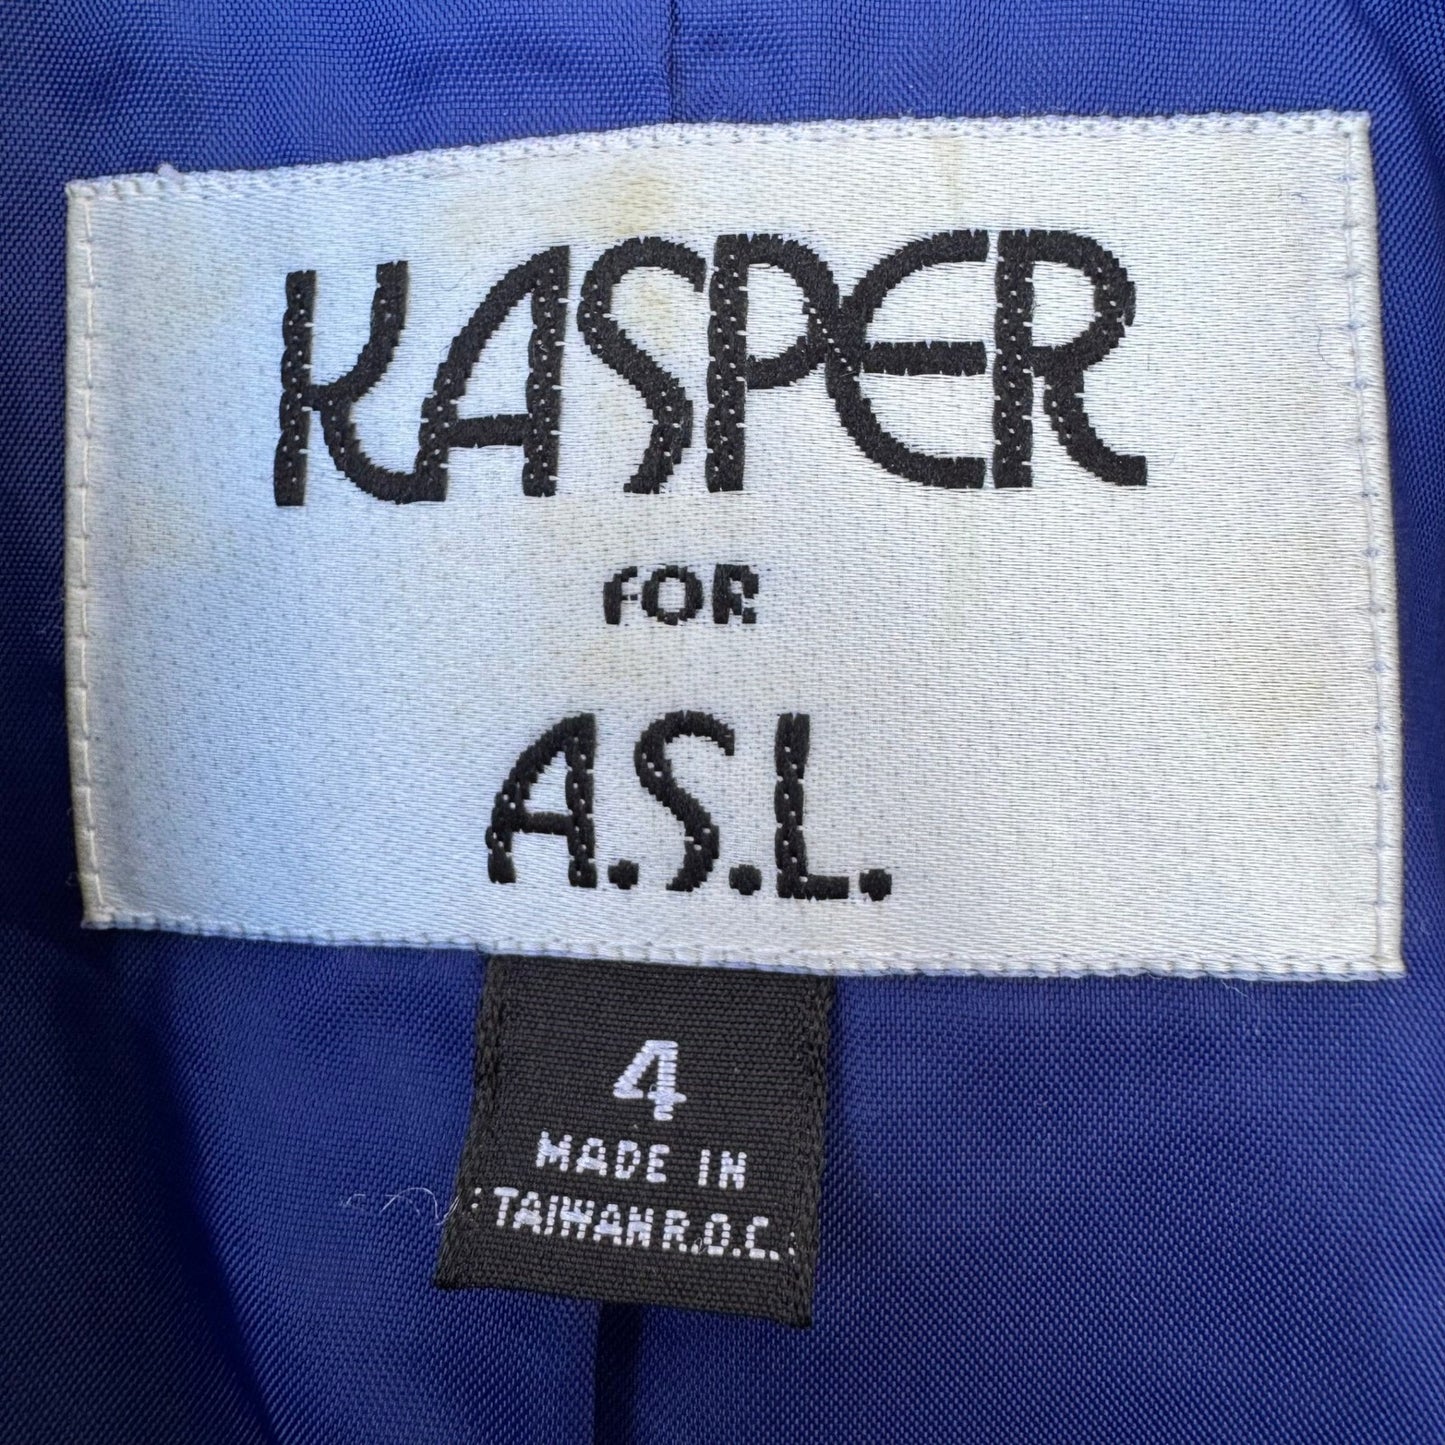 KASPER
FOR
A.S.L.
4
MADE IN
TAIWAN R.O.C.